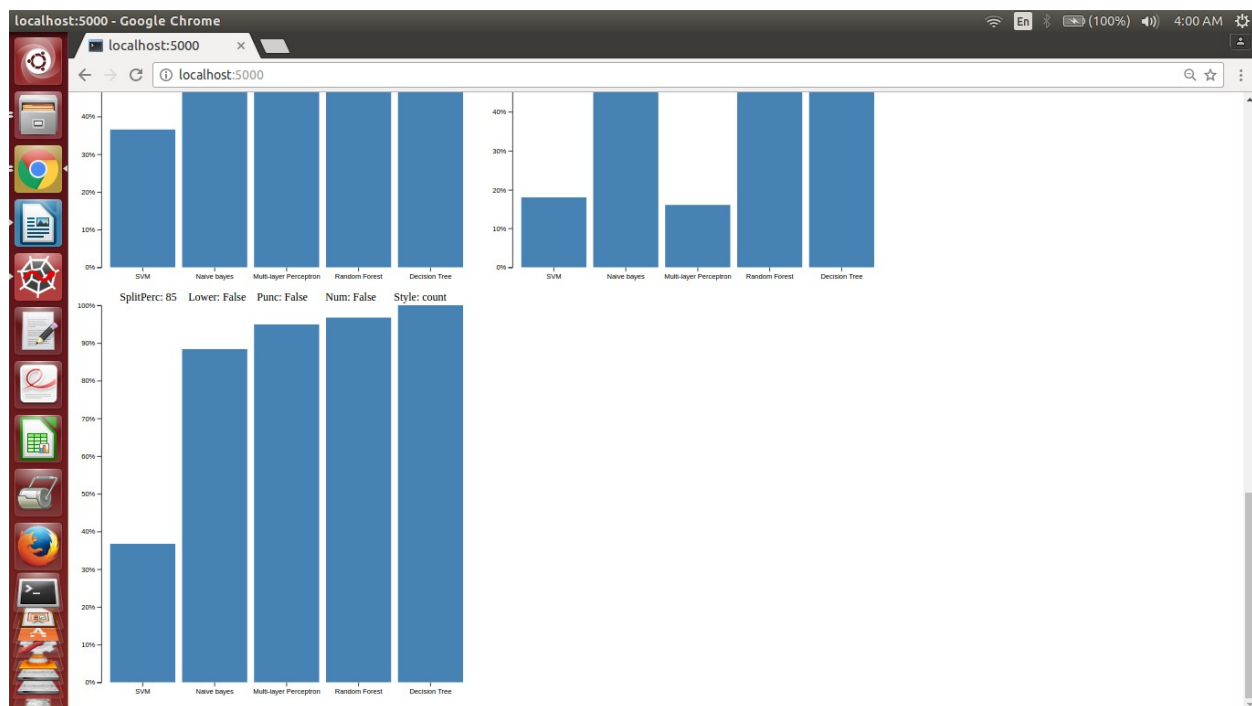 localhost:5000 - Google Chrome
En (100%) 4:00 AM
localhost:5000 ×
localhost:5000
40%
30%
20%
10%
0%
SVM Naive bayes Multi-layer Perceptron Random Forest Decision Tree
40%
30%
20%
10%
0%
SVM Naive bayes Multi-layer Perceptron Random Forest Decision Tree
SplitPerc: 85 Lower: False Punc: False Num: False Style: count
100%
90%
80%
70%
60%
50%
40%
30%
20%
10%
0%
SVM Naive bayes Multi-layer Perceptron Random Forest Decision Tree